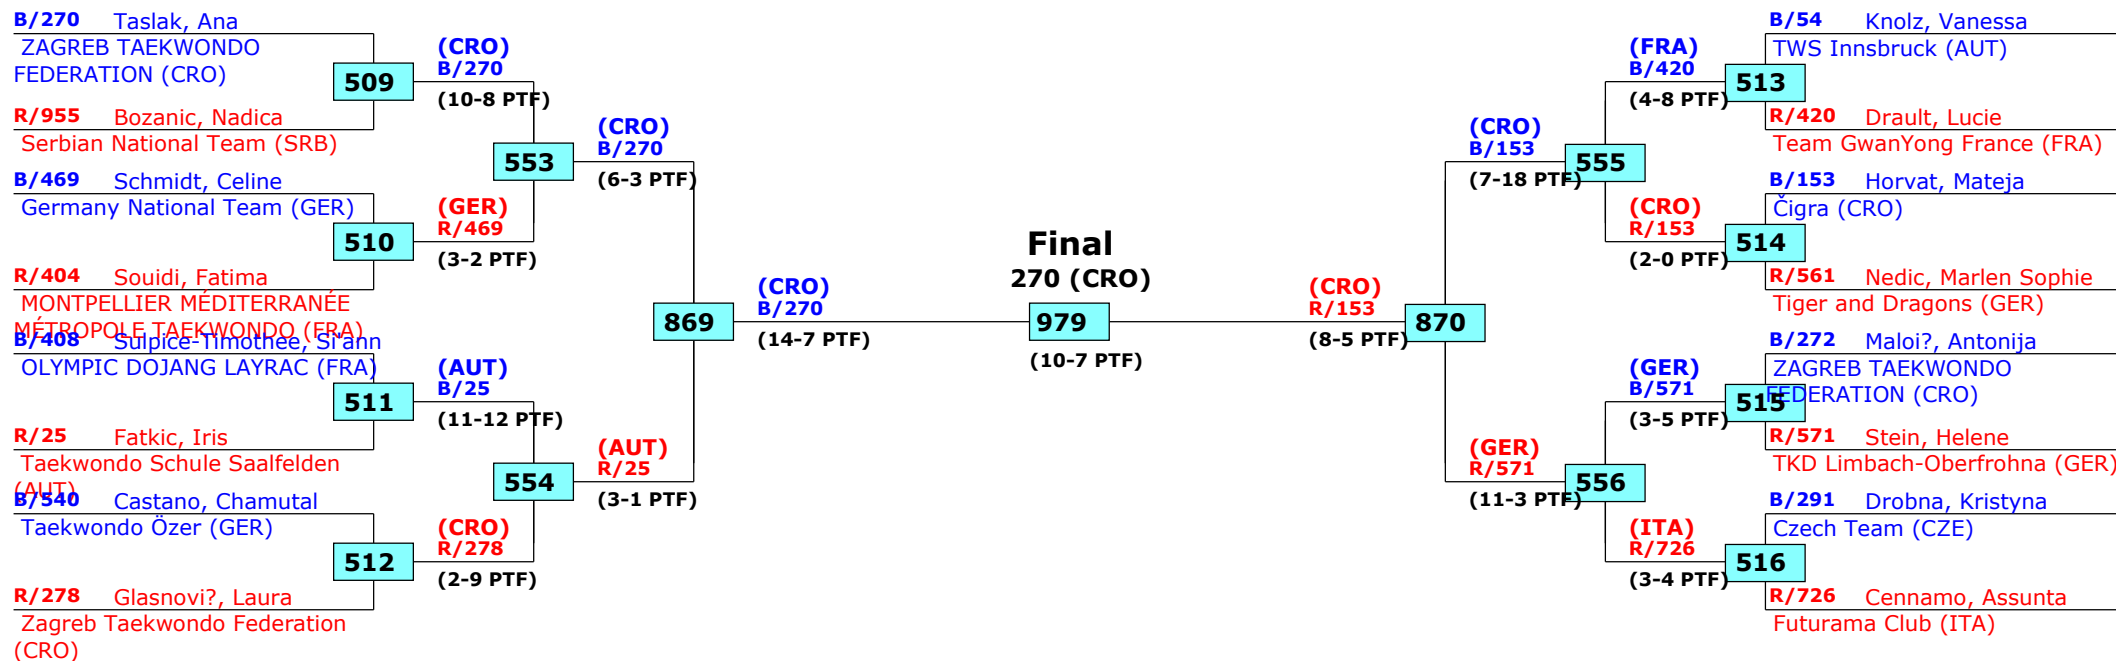 B/270 Taslak, Ana
ZAGREB TAEKWONDO
FEDERATION (CRO)
509
R/955 Bozanic, Nadica
Serbian National Team (SRB)
B/469 Schmidt, Celine
Germany National Team (GER)
510
R/404 Souidi, Fatima
MONTPELLIER MÉDITERRANÉE
MÉTROPOLE TAEKWONDO (FRA)
B/408 Sulpice-Timothee, Si'ann
OLYMPIC DOJANG LAYRAC (FRA)
511
R/25 Fatkic, Iris
Taekwondo Schule Saalfelden
(AUT)
B/540 Castano, Chamutal
Taekwondo Özer (GER)
512
R/278 Glasnovi?, Laura
Zagreb Taekwondo Federation
(CRO)
(CRO)
B/270
(10-8 PTF)
553
(GER)
R/469
(3-2 PTF)
(AUT)
B/25
(11-12 PTF)
554
(CRO)
R/278
(2-9 PTF)
(CRO)
B/270
(6-3 PTF)
869
(AUT)
R/25
(3-1 PTF)
(CRO)
B/270
(14-7 PTF)
Final
270 (CRO)
979
(10-7 PTF)
(CRO)
R/153
(8-5 PTF)
870
(CRO)
B/153
(7-18 PTF)
555
(GER)
R/571
(11-3 PTF)
556
(FRA)
B/420
(4-8 PTF)
(CRO)
R/153
(2-0 PTF)
(GER)
B/571
(3-5 PTF)
(ITA)
R/726
(3-4 PTF)
B/54 Knolz, Vanessa
TWS Innsbruck (AUT)
513
R/420 Drault, Lucie
Team GwanYong France (FRA)
B/153 Horvat, Mateja
Čigra (CRO)
514
R/561 Nedic, Marlen Sophie
Tiger and Dragons (GER)
B/272 Maloi?, Antonija
ZAGREB TAEKWONDO
FEDERATION (CRO)
515
R/571 Stein, Helene
TKD Limbach-Oberfrohna (GER)
B/291 Drobna, Kristyna
Czech Team (CZE)
516
R/726 Cennamo, Assunta
Futurama Club (ITA)